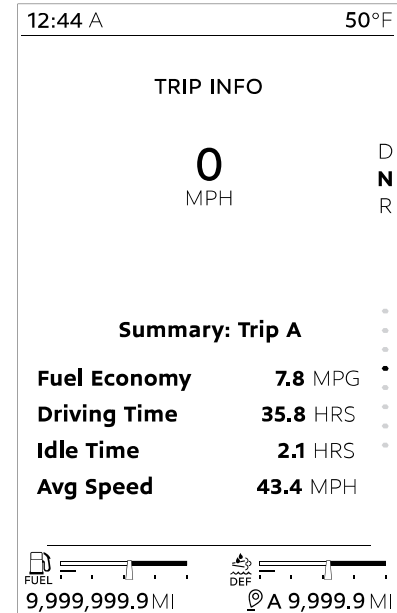 12:44 A 50°F
TRIP INFO
0
MPH
D
N
R
Summary: Trip A
Fuel Economy 7.8 MPG
Driving Time 35.8 HRS
Idle Time 2.1 HRS
Avg Speed 43.4 MPH
FUEL DEF
9,999,999.9 MI A 9,999.9 MI